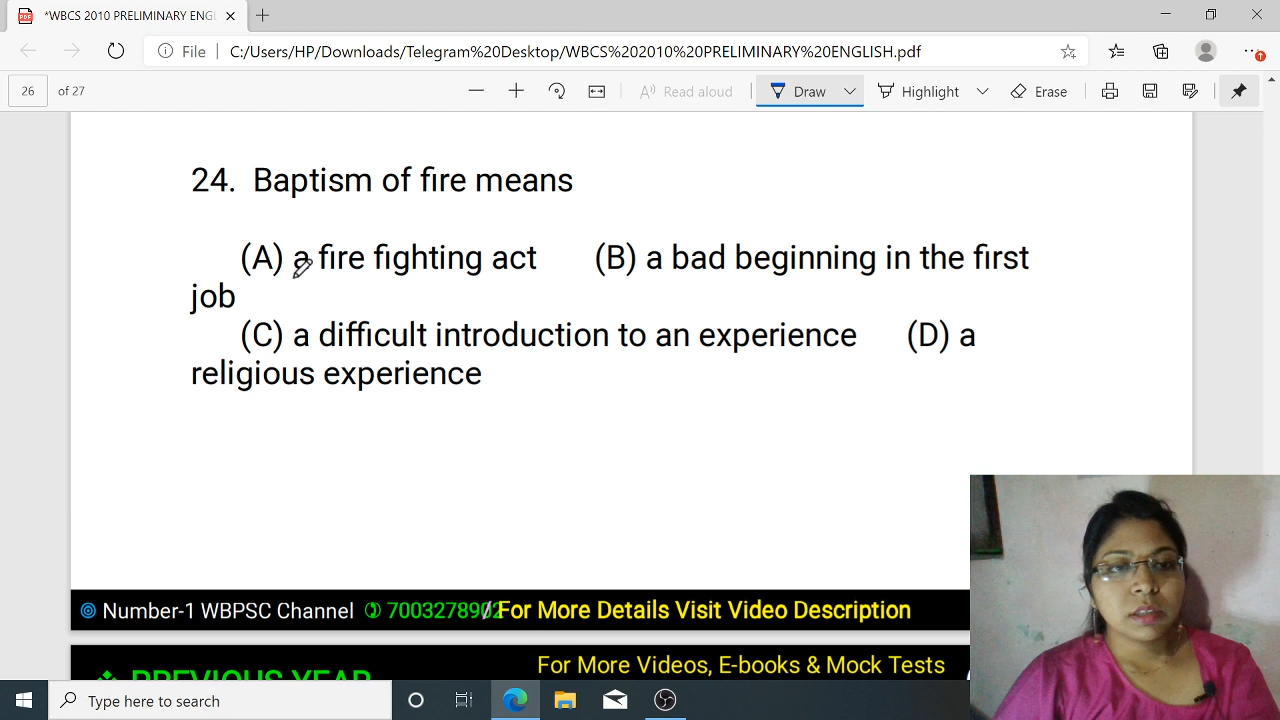 *WBCS 2010 PRELIMINARY ENGL
File C:/Users/HP/Downloads/Telegram%20Desktop/WBCS%202010%20PRELIMINARY%20ENGLISH.pdf
26 of 27 Read aloud Draw Highlight Erase
24. Baptism of fire means
(A) a fire fighting act (B) a bad beginning in the first
job
(C) a difficult introduction to an experience (D) a
religious experience
Number-1 WBPSC Channel 7003278902 / For More Details Visit Video Description
PREVIOUS YEAR For More Videos, E-books & Mock Tests
Type here to search